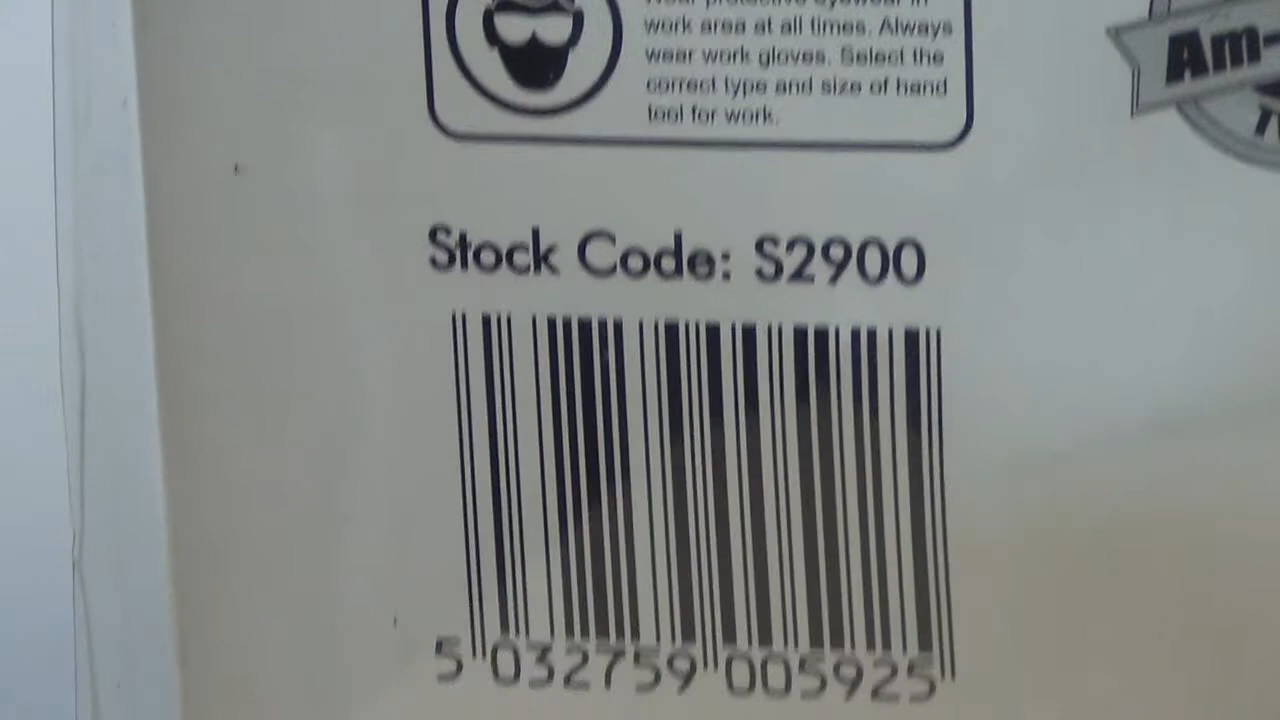 Wear protective eyewear in
work area at all times. Always
wear work gloves. Select the
correct type and size of hand
tool for work.
Am-
Stock Code: S2900
5 032759 005925